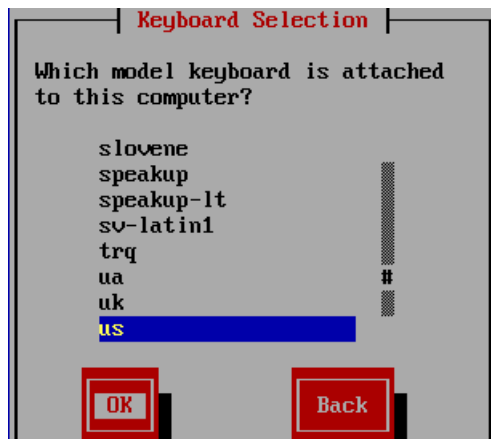 Keyboard Selection
Which model keyboard is attached
to this computer?
slovene
speakup
speakup-lt
sv-latin1
trq
ua #
uk
us
OK Back